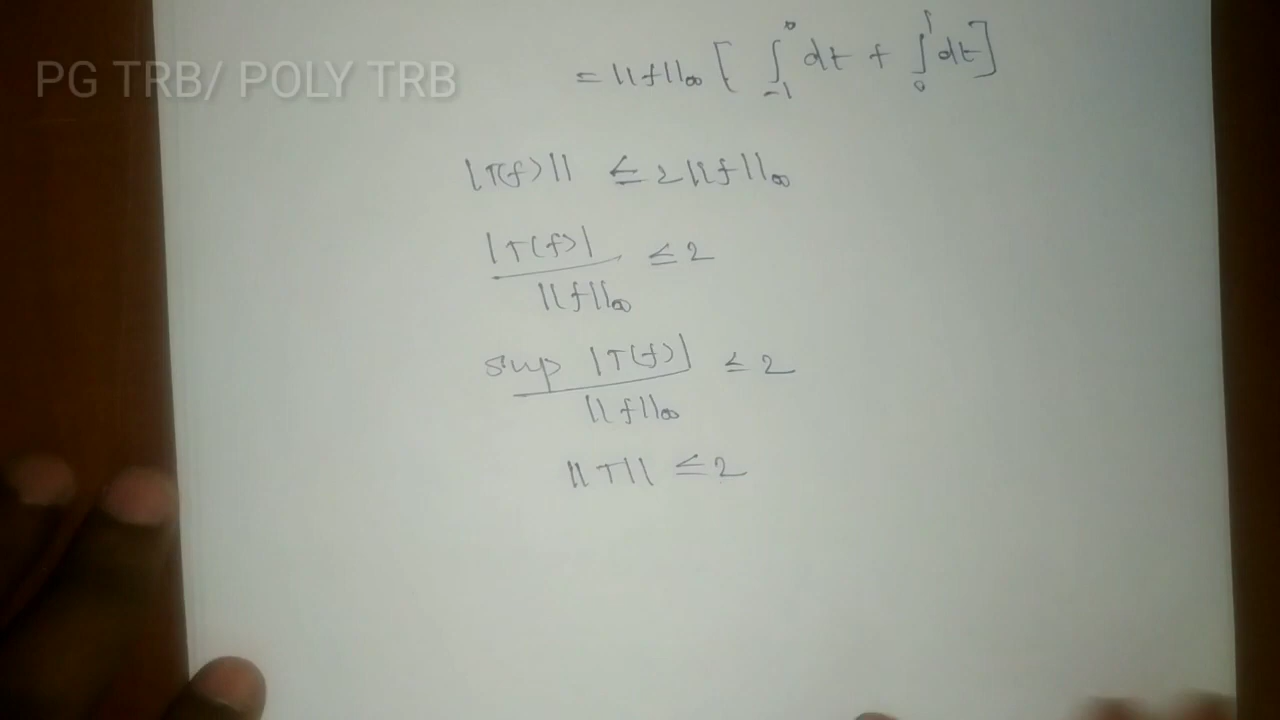 PG TRB/ POLY TRB
= ||f||∞ [ ∫₋₁⁰ dt + ∫₀¹ dt ]
|T(f)|| ≤ 2||f||∞
|T(f)| ≤ 2
||f||∞
sup |T(f)| ≤ 2
||f||∞
||T|| ≤ 2